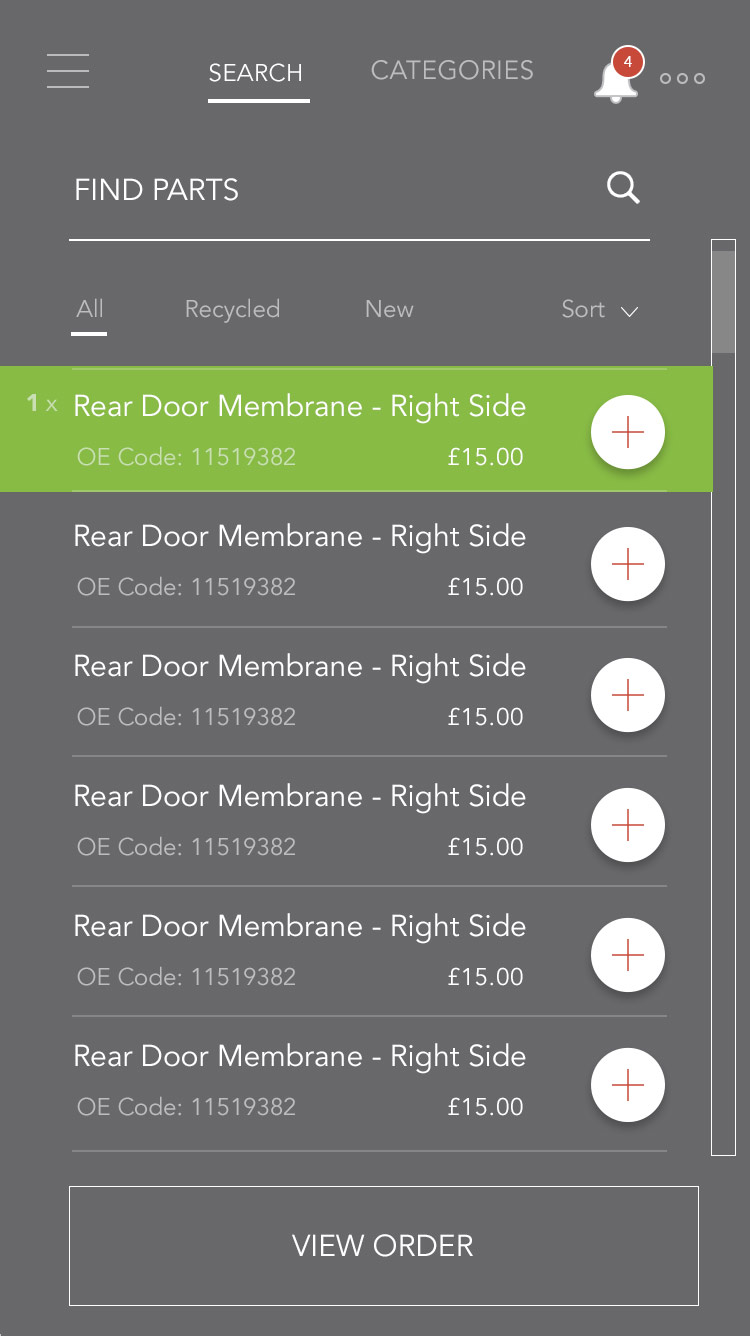 SEARCH CATEGORIES 4
FIND PARTS
All Recycled New Sort
1 x Rear Door Membrane - Right Side
OE Code: 11519382 £15.00
Rear Door Membrane - Right Side
OE Code: 11519382 £15.00
Rear Door Membrane - Right Side
OE Code: 11519382 £15.00
Rear Door Membrane - Right Side
OE Code: 11519382 £15.00
Rear Door Membrane - Right Side
OE Code: 11519382 £15.00
Rear Door Membrane - Right Side
OE Code: 11519382 £15.00
VIEW ORDER